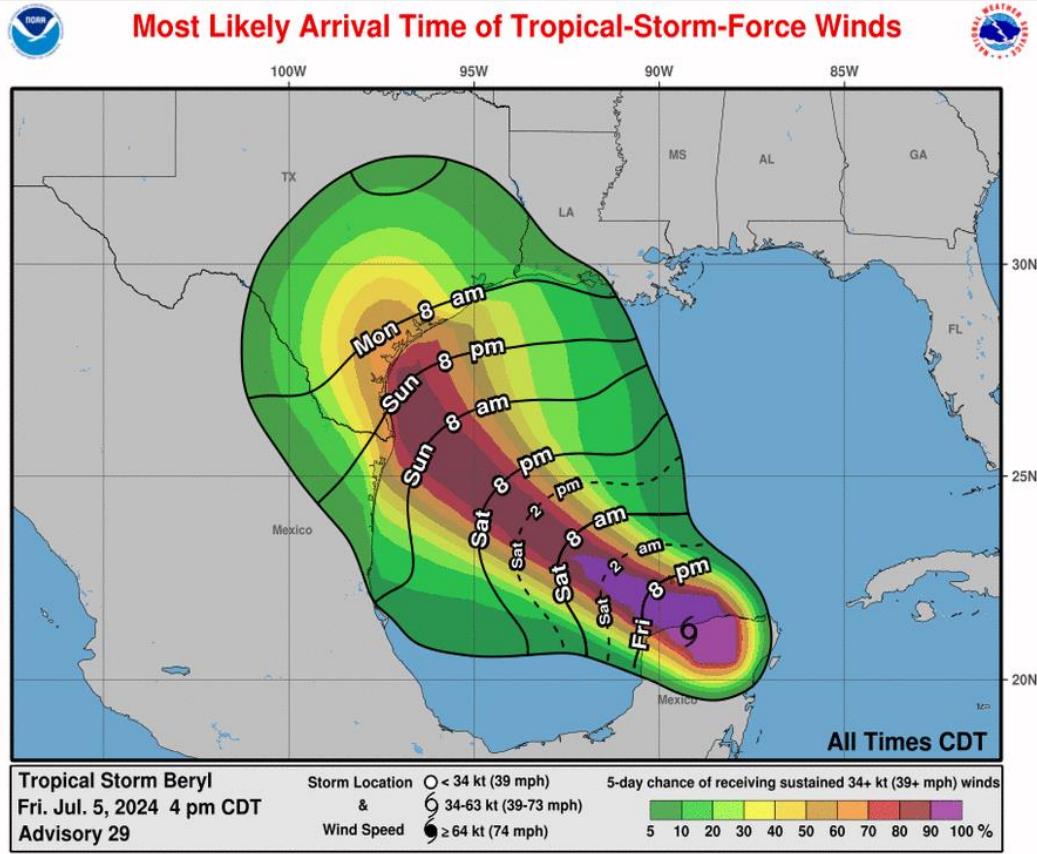 NOAA
Most Likely Arrival Time of Tropical-Storm-Force Winds
NATIONAL WEATHER SERVICE
100W 95W 90W 85W
MS AL GA
TX
LA
30N
FL
Mon 8 am
Sun 8 pm
Sun 8 am
Sat 8 pm
Sat 2 pm
Sat 8 am
Sat 2 am
Fri 8 pm
25N
Mexico
20N
Mexico
All Times CDT
Tropical Storm Beryl
Fri. Jul. 5, 2024 4 pm CDT
Advisory 29
Storm Location
&
Wind Speed
< 34 kt (39 mph)
34-63 kt (39-73 mph)
≥ 64 kt (74 mph)
5-day chance of receiving sustained 34+ kt (39+ mph) winds
5 10 20 30 40 50 60 70 80 90 100 %